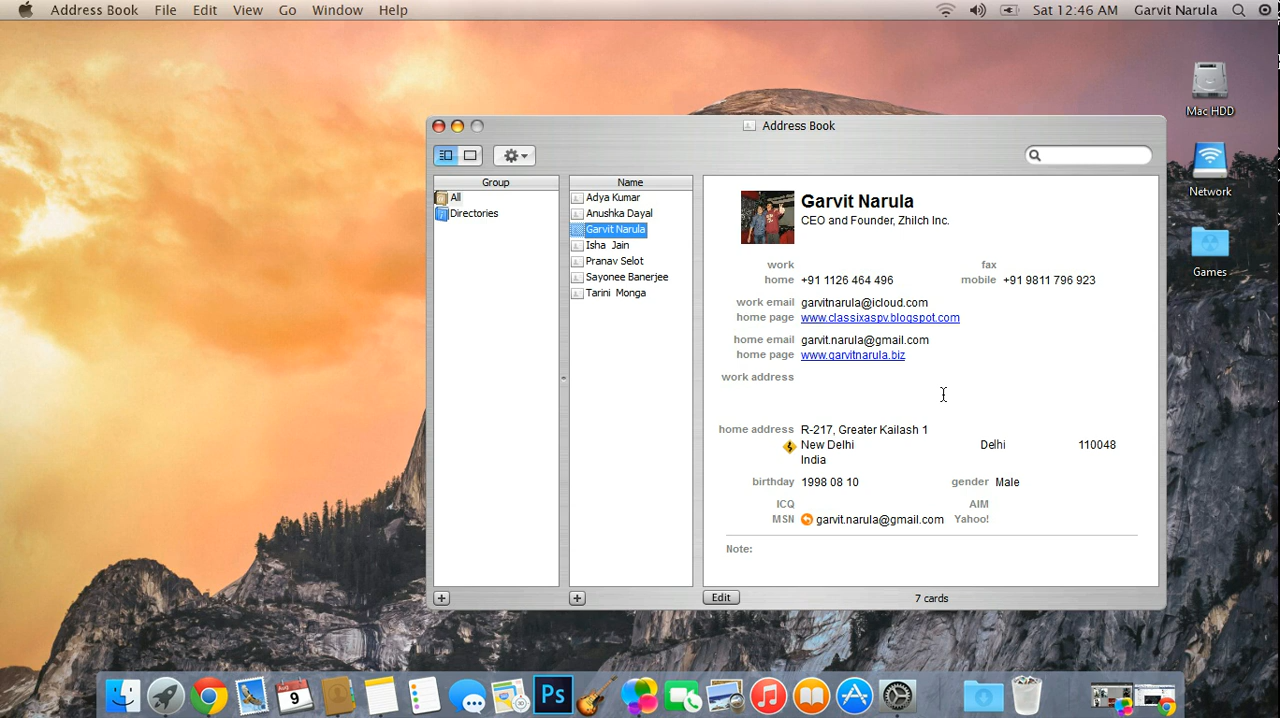 Address Book File Edit View Go Window Help Sat 12:46 AM Garvit Narula
Mac HDD
Network
Games
Address Book
Group
All
Directories
Name
Adya Kumar
Anushka Dayal
Garvit Narula
Isha Jain
Pranav Selot
Sayonee Banerjee
Tarini Monga
Garvit Narula
CEO and Founder, Zhilch Inc.
work fax
home +91 1126 464 496 mobile +91 9811 796 923
work email garvitnarula@icloud.com
home page www.classixaspv.blogspot.com
home email garvit.narula@gmail.com
home page www.garvitnarula.biz
work address
home address R-217, Greater Kailash 1
New Delhi Delhi 110048
India
birthday 1998 08 10 gender Male
ICQ AIM
MSN garvit.narula@gmail.com Yahoo!
Note:
Edit 7 cards
Aug
9
Ps